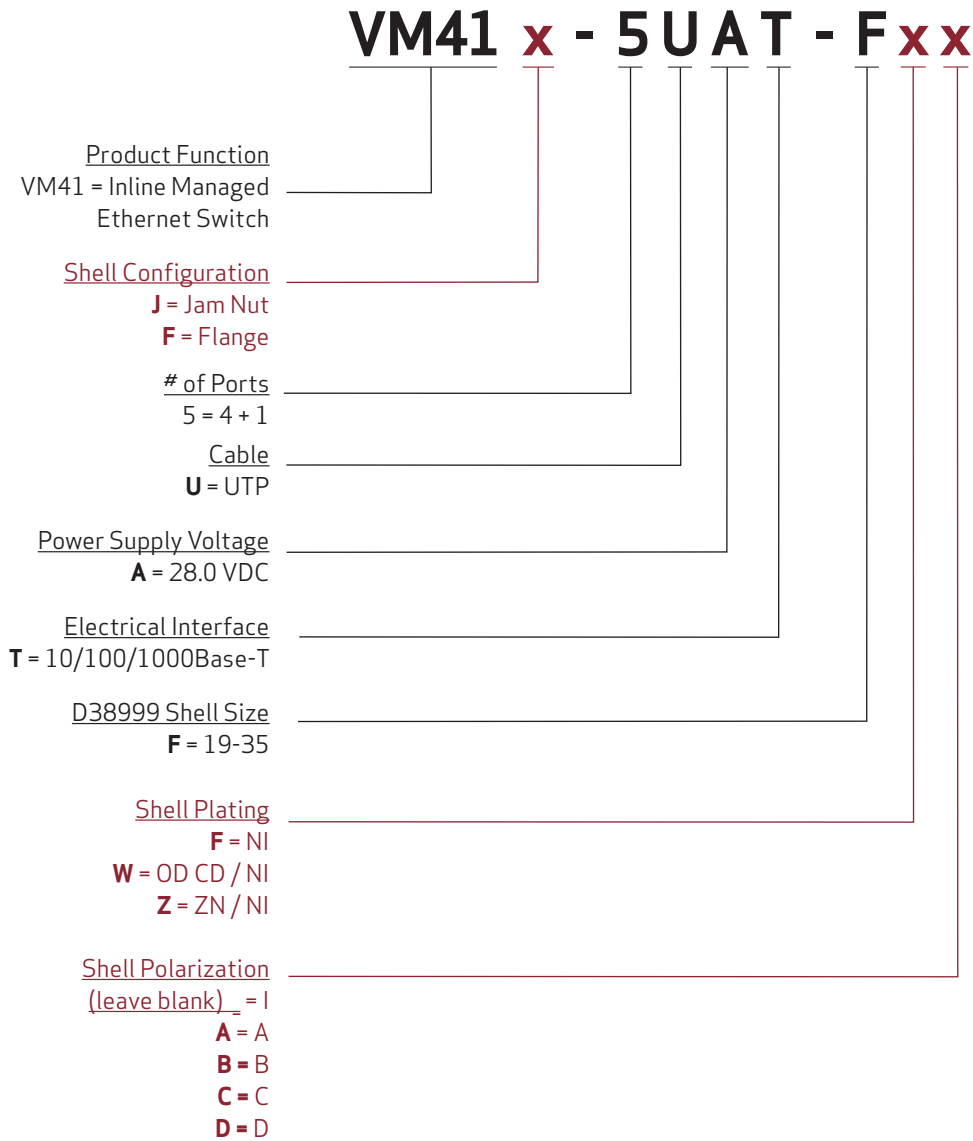 VM41 x - 5 U A T - F x x
Product Function
VM41 = Inline Managed
Ethernet Switch
Shell Configuration
J = Jam Nut
F = Flange
# of Ports
5 = 4 + 1
Cable
U = UTP
Power Supply Voltage
A = 28.0 VDC
Electrical Interface
T = 10/100/1000Base-T
D38999 Shell Size
F = 19-35
Shell Plating
F = NI
W = OD CD / NI
Z = ZN / NI
Shell Polarization
(leave blank) _ = I
A = A
B = B
C = C
D = D